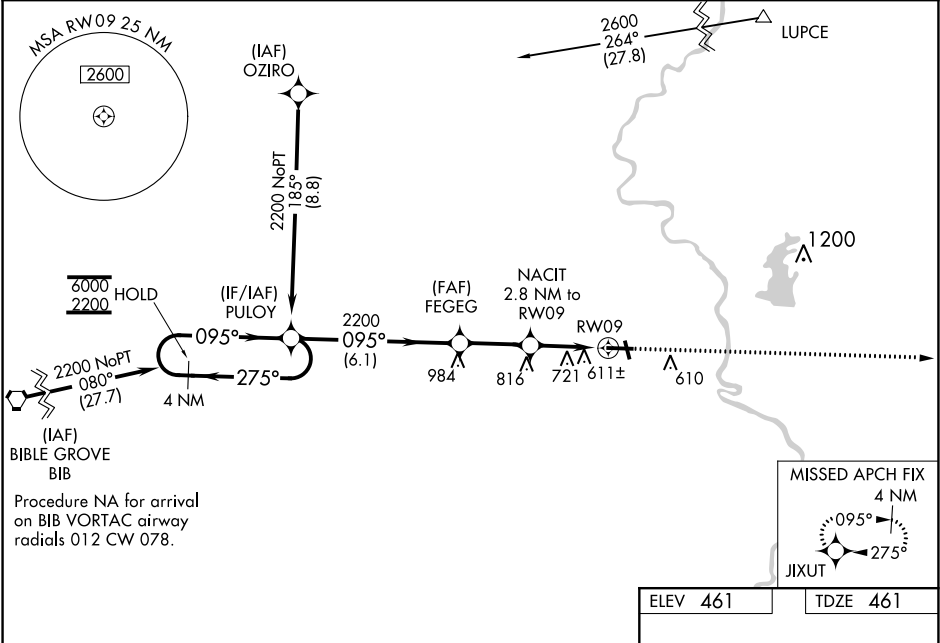 MSA RW09 25 NM
2600
(IAF)
OZIRO
2600
264°
(27.8)
LUPCE
2200 NoPT
185°
(8.8)
1200
6000
2200
HOLD
(IF/IAF)
PULOY
(FAF)
FEGEG
NACIT
2.8 NM to
RW09
RW09
095°
2200
095°
(6.1)
275°
4 NM
984
816
721
611±
610
2200 NoPT
080°
(27.7)
(IAF)
BIBLE GROVE
BIB
Procedure NA for arrival
on BIB VORTAC airway
radials 012 CW 078.
MISSED APCH FIX
4 NM
095°
275°
JIXUT
ELEV 461
TDZE 461